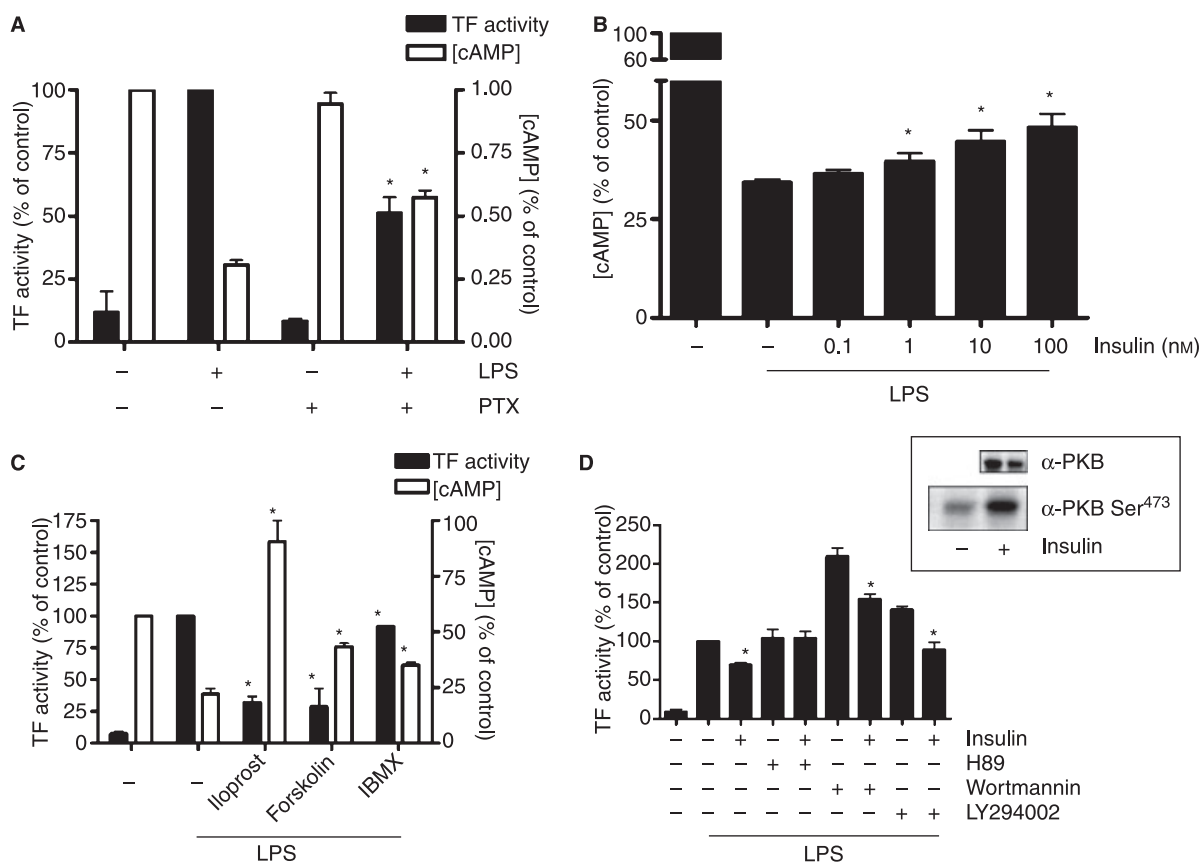 A
TF activity
[cAMP]
TF activity (% of control)
100
75
50
25
0
[cAMP] (% of control)
1.00
0.75
0.50
0.25
0.00
* *
– + – + LPS
– – + + PTX
B
[cAMP] (% of control)
100
60
50
25
0
* * *
– – 0.1 1 10 100 Insulin (nM)
LPS
C
TF activity
[cAMP]
TF activity (% of control)
175
150
125
100
75
50
25
0
[cAMP] (% of control)
100
75
50
25
0
* * * * * *
– – Iloprost Forskolin IBMX
LPS
D
α-PKB
α-PKB Ser473
– + Insulin
TF activity (% of control)
250
200
150
100
50
0
* * *
– – + – + – + – + Insulin
– – – + + – – – – H89
– – – – – + + – – Wortmannin
– – – – – – – + + LY294002
LPS